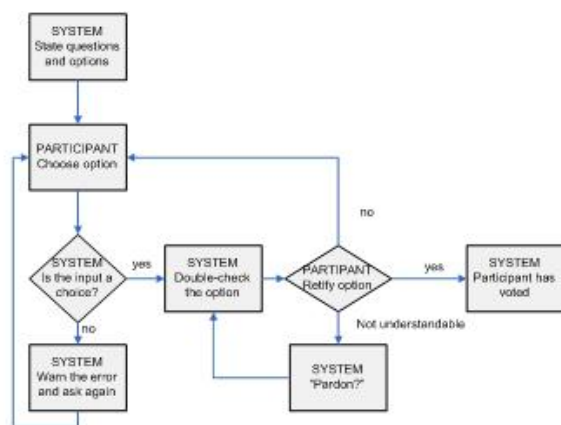 SYSTEM
State questions
and options
PARTICIPANT
Choose option
no
SYSTEM
Is the input a
choice?
yes
SYSTEM
Double-check
the option
PARTIPANT
Retify option
yes
SYSTEM
Participant has
voted
no
Not understandable
SYSTEM
Warn the error
and ask again
SYSTEM
"Pardon?"